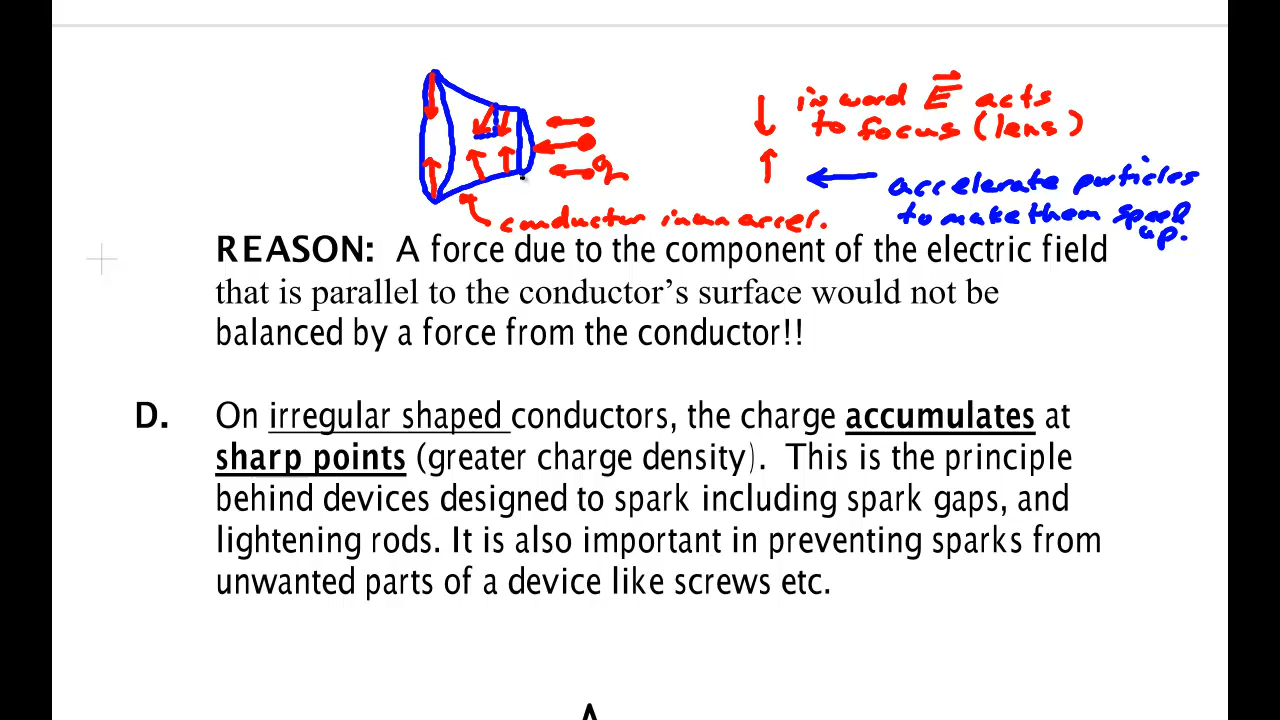 inward E acts
to focus (lens)
q
accelerate particles
to make them speed
up.
conductor in an accel.
REASON: A force due to the component of the electric field
that is parallel to the conductor’s surface would not be
balanced by a force from the conductor!!
D. On irregular shaped conductors, the charge accumulates at
sharp points (greater charge density). This is the principle
behind devices designed to spark including spark gaps, and
lightening rods. It is also important in preventing sparks from
unwanted parts of a device like screws etc.